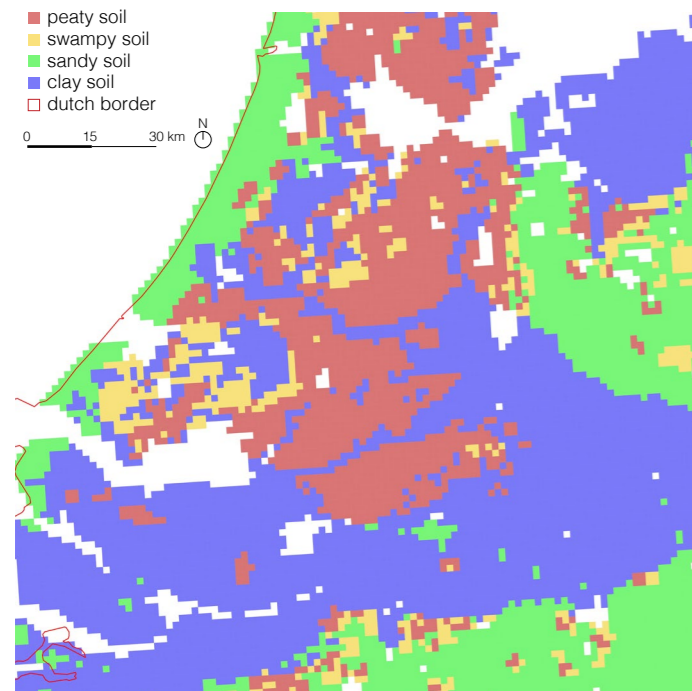 peaty soil
swampy soil
sandy soil
clay soil
dutch border
N
0 15 30 km